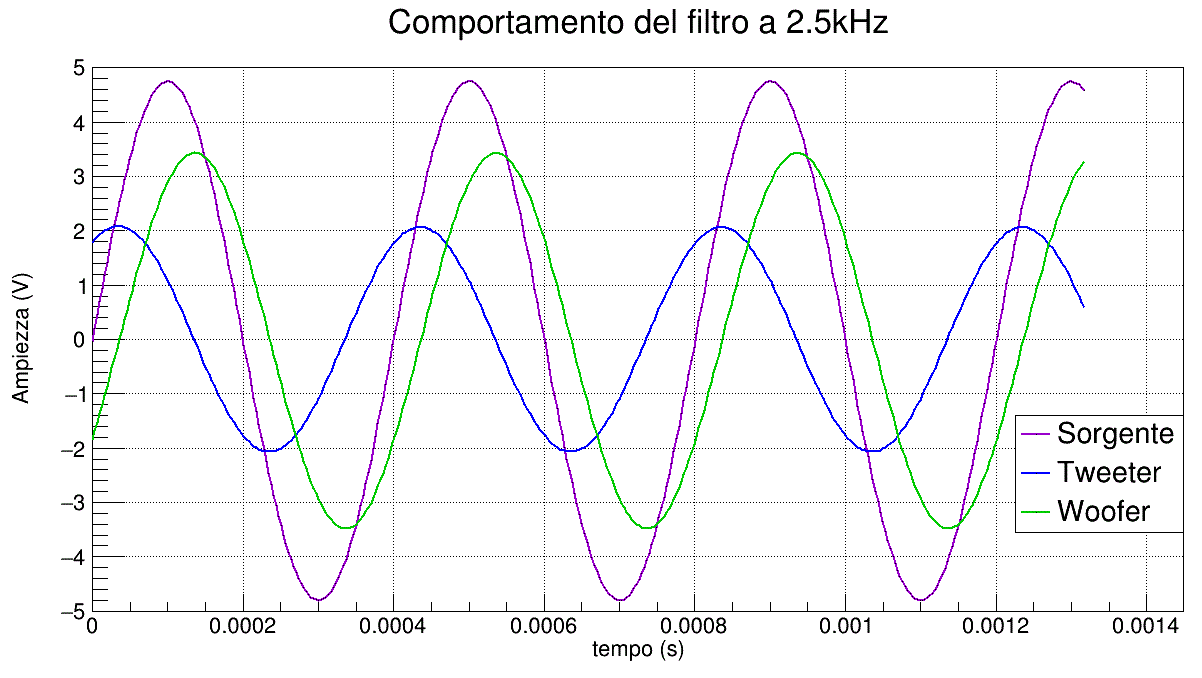 Comportamento del filtro a 2.5kHz
Ampiezza (V)
5
4
3
2
1
0
−1
−2
−3
−4
−5
0 0.0002 0.0004 0.0006 0.0008 0.001 0.0012 0.0014
tempo (s)
Sorgente
Tweeter
Woofer